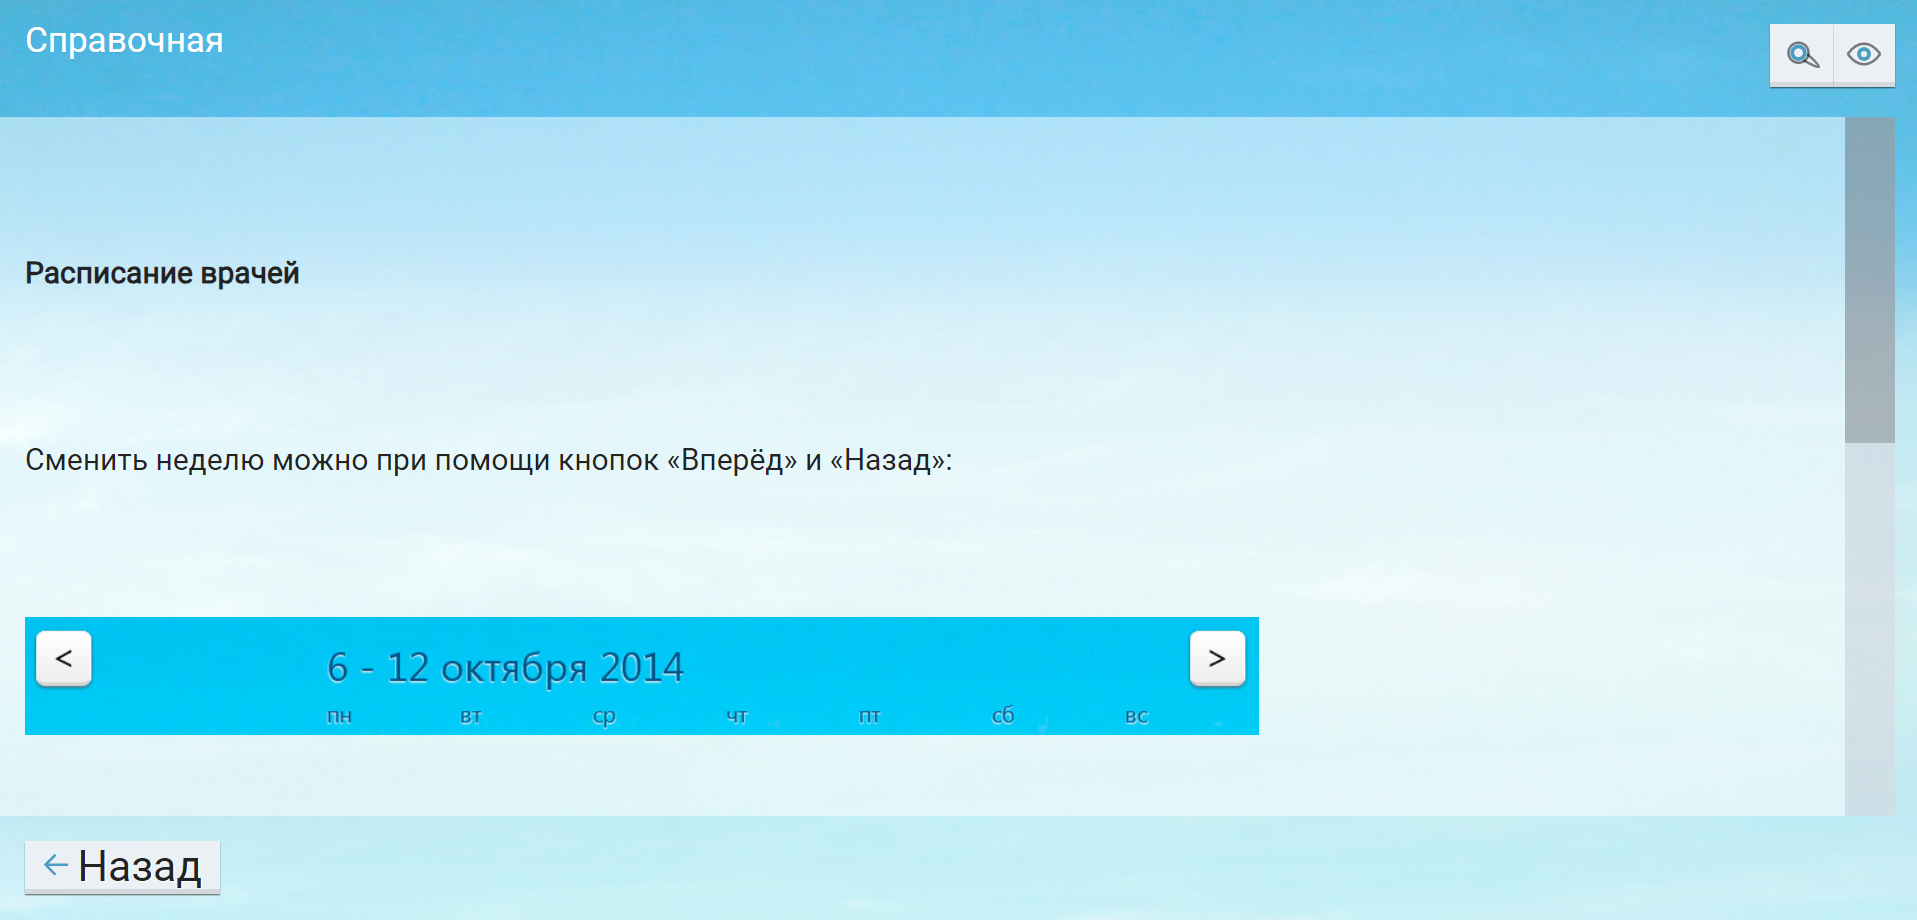 Справочная
Расписание врачей
Сменить неделю можно при помощи кнопок «Вперёд» и «Назад»:
< 6 - 12 октября 2014 >
пн вт ср чт пт сб вс
Назад